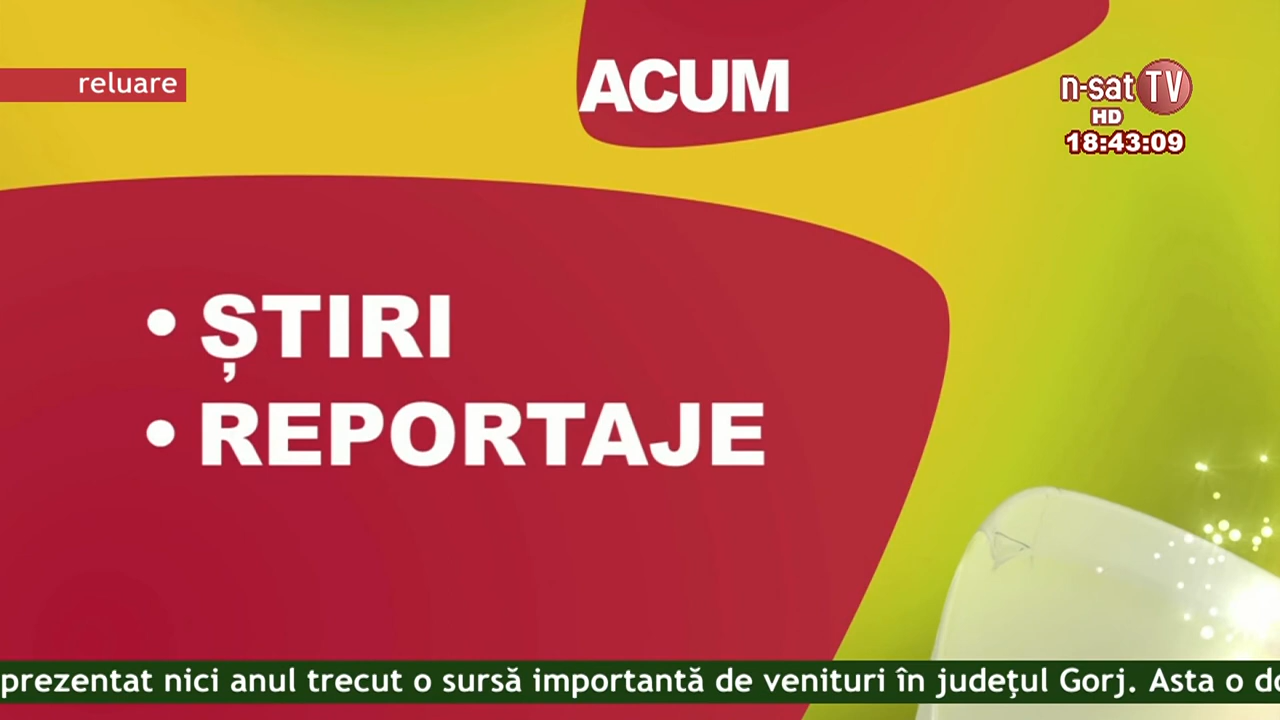 ACUM
reluare
n-sat TV
HD
18:43:09
• ȘTIRI
• REPORTAJE
prezentat nici anul trecut o sursă importantă de venituri în județul Gorj. Asta o